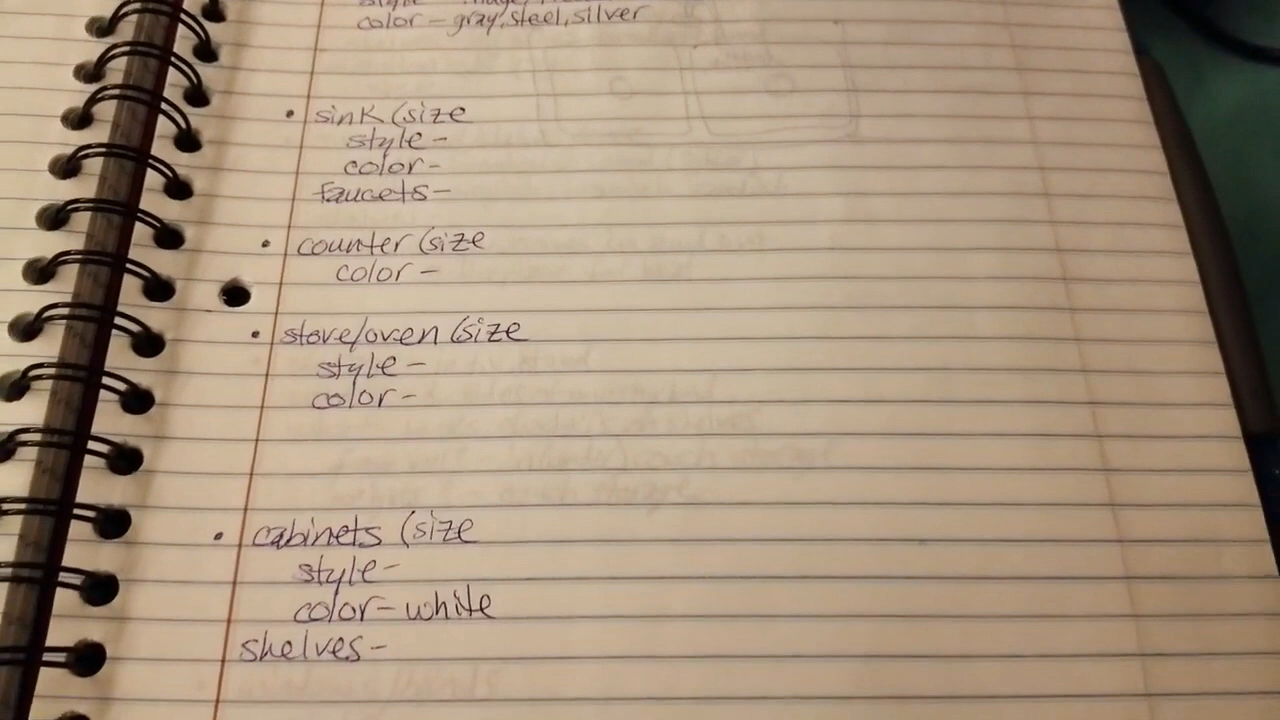 style
color - gray, steel, silver
• sink (size
style -
color -
faucets -
• counter (size
color -
• stove/oven (size
style -
color -
• cabinets (size
style -
color - white
shelves -